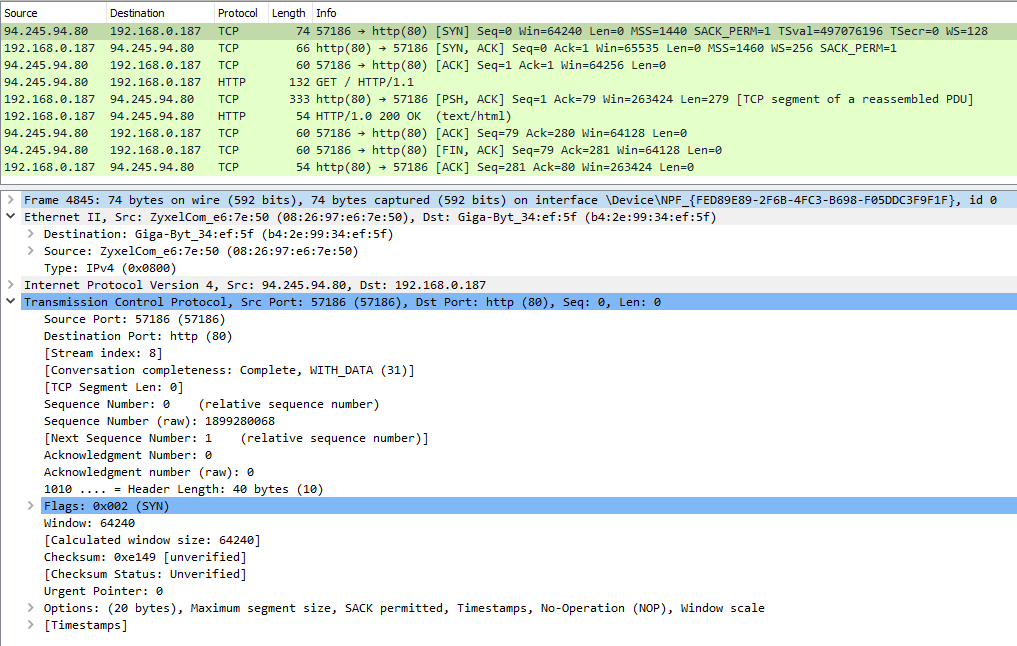 Source Destination Protocol Length Info
94.245.94.80 192.168.0.187 TCP 74 57186 → http(80) [SYN] Seq=0 Win=64240 Len=0 MSS=1440 SACK_PERM=1 TSval=497076196 TSecr=0 WS=128
192.168.0.187 94.245.94.80 TCP 66 http(80) → 57186 [SYN, ACK] Seq=0 Ack=1 Win=65535 Len=0 MSS=1460 WS=256 SACK_PERM=1
94.245.94.80 192.168.0.187 TCP 60 57186 → http(80) [ACK] Seq=1 Ack=1 Win=64256 Len=0
94.245.94.80 192.168.0.187 HTTP 132 GET / HTTP/1.1
192.168.0.187 94.245.94.80 TCP 333 http(80) → 57186 [PSH, ACK] Seq=1 Ack=79 Win=263424 Len=279 [TCP segment of a reassembled PDU]
192.168.0.187 94.245.94.80 HTTP 54 HTTP/1.0 200 OK  (text/html)
94.245.94.80 192.168.0.187 TCP 60 57186 → http(80) [ACK] Seq=79 Ack=280 Win=64128 Len=0
94.245.94.80 192.168.0.187 TCP 60 57186 → http(80) [FIN, ACK] Seq=79 Ack=281 Win=64128 Len=0
192.168.0.187 94.245.94.80 TCP 54 http(80) → 57186 [ACK] Seq=281 Ack=80 Win=263424 Len=0
Frame 4845: 74 bytes on wire (592 bits), 74 bytes captured (592 bits) on interface \Device\NPF_{FED89E89-2F6B-4FC3-B698-F05DDC3F9F1F}, id 0
Ethernet II, Src: ZyxelCom_e6:7e:50 (08:26:97:e6:7e:50), Dst: Giga-Byt_34:ef:5f (b4:2e:99:34:ef:5f)
Destination: Giga-Byt_34:ef:5f (b4:2e:99:34:ef:5f)
Source: ZyxelCom_e6:7e:50 (08:26:97:e6:7e:50)
Type: IPv4 (0x0800)
Internet Protocol Version 4, Src: 94.245.94.80, Dst: 192.168.0.187
Transmission Control Protocol, Src Port: 57186 (57186), Dst Port: http (80), Seq: 0, Len: 0
Source Port: 57186 (57186)
Destination Port: http (80)
[Stream index: 8]
[Conversation completeness: Complete, WITH_DATA (31)]
[TCP Segment Len: 0]
Sequence Number: 0    (relative sequence number)
Sequence Number (raw): 1899280068
[Next Sequence Number: 1    (relative sequence number)]
Acknowledgment Number: 0
Acknowledgment number (raw): 0
1010 .... = Header Length: 40 bytes (10)
Flags: 0x002 (SYN)
Window: 64240
[Calculated window size: 64240]
Checksum: 0xe149 [unverified]
[Checksum Status: Unverified]
Urgent Pointer: 0
Options: (20 bytes), Maximum segment size, SACK permitted, Timestamps, No-Operation (NOP), Window scale
[Timestamps]